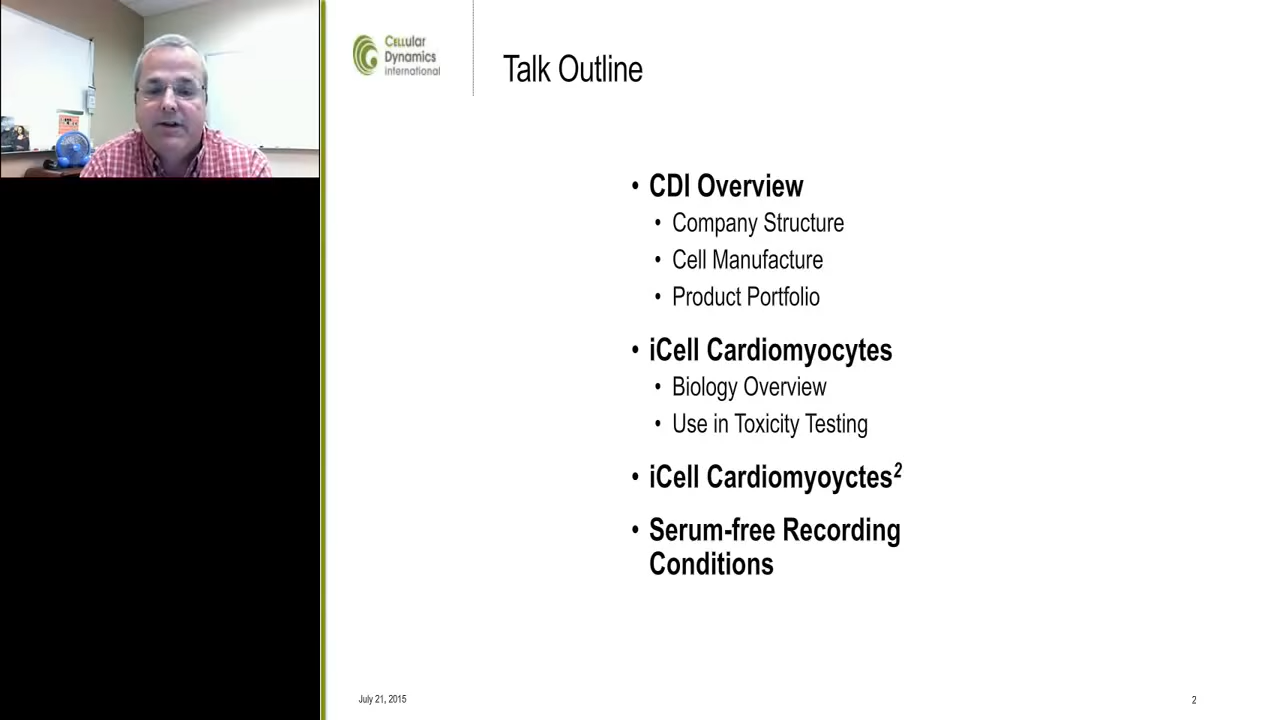 CELLular
Dynamics
international
Talk Outline
• CDI Overview
• Company Structure
• Cell Manufacture
• Product Portfolio
• iCell Cardiomyocytes
• Biology Overview
• Use in Toxicity Testing
• iCell Cardiomyoyctes²
• Serum-free Recording
Conditions
July 21, 2015
2